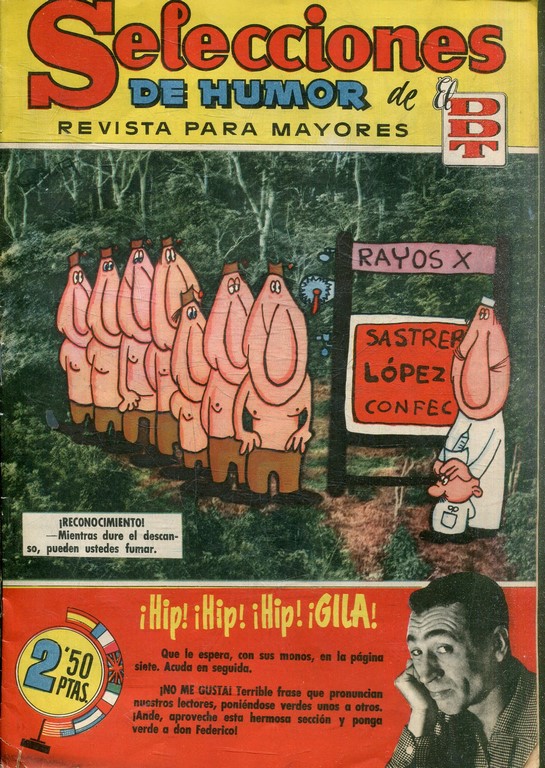 Selecciones
DE HUMOR de El
DDT
REVISTA PARA MAYORES
RAYOS X
SASTRER
LÓPEZ
CONFEC
¡RECONOCIMIENTO!
—Mientras dure el descan-
so, pueden ustedes fumar.
¡Hip! ¡Hip! ¡Hip! ¡GILA!
Que le espera, con sus monos, en la página
siete. Acuda en seguida.
¡NO ME GUSTA! Terrible frase que pronuncian
nuestros lectores, poniéndose verdes unos a otros.
¡Ande, aproveche esta hermosa sección y ponga
verde a don Federico!
2'50
PTAS.